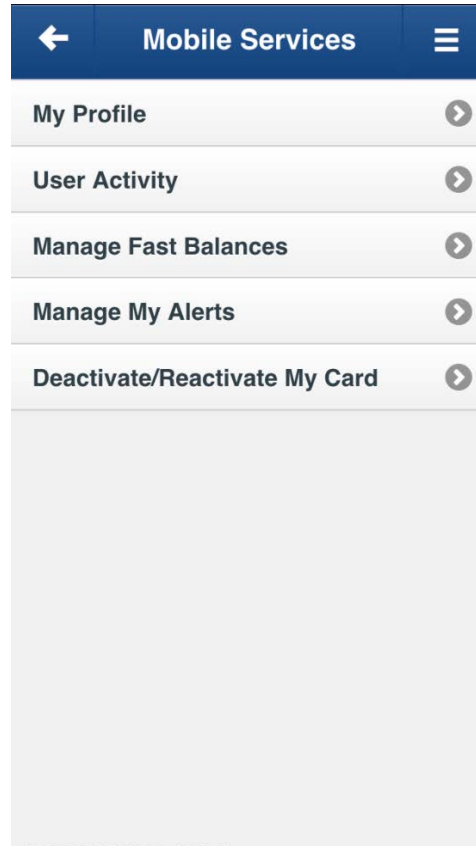 Mobile Services
My Profile
User Activity
Manage Fast Balances
Manage My Alerts
Deactivate/Reactivate My Card